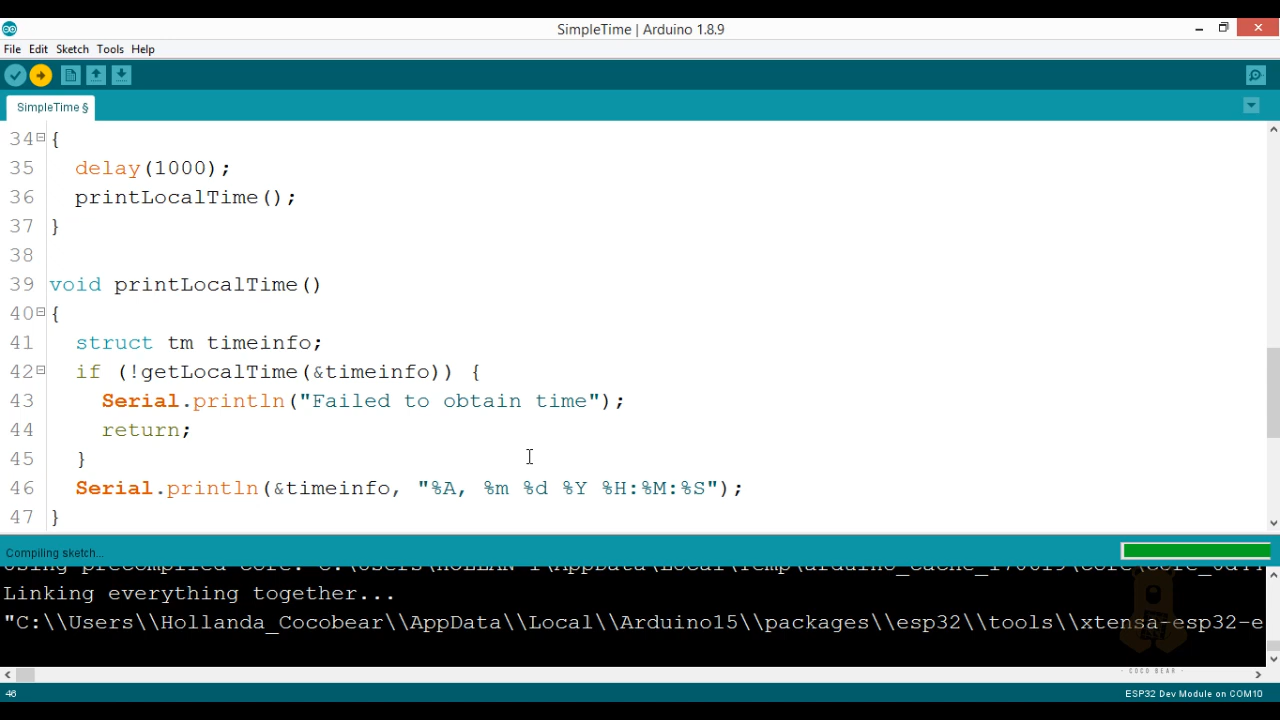 SimpleTime | Arduino 1.8.9
File Edit Sketch Tools Help
SimpleTime §
34 {
35 delay(1000);
36 printLocalTime();
37 }
38
39 void printLocalTime()
40 {
41 struct tm timeinfo;
42 if (!getLocalTime(&timeinfo)) {
43 Serial.println("Failed to obtain time");
44 return;
45 }
46 Serial.println(&timeinfo, "%A, %m %d %Y %H:%M:%S");
47 }
Compiling sketch...
Linking everything together...
"C:\\Users\\Hollanda_Cocobear\\AppData\\Local\\Arduino15\\packages\\esp32\\tools\\xtensa-esp32-e
- COCO BEAR -
46 ESP32 Dev Module on COM10